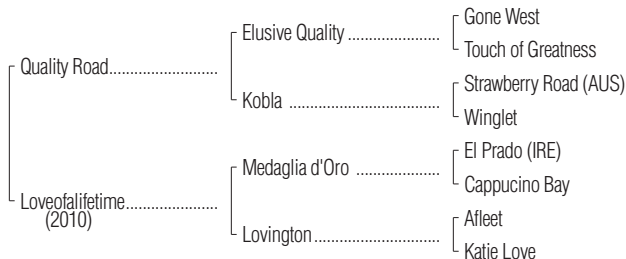 Gone West
Elusive Quality ....................
Touch of Greatness
Quality Road.......................
Strawberry Road (AUS)
Kobla .................................
Winglet
El Prado (IRE)
Medaglia d'Oro ..................
Cappucino Bay
Loveofalifetime...................
(2010)
Afleet
Lovington...........................
Katie Love